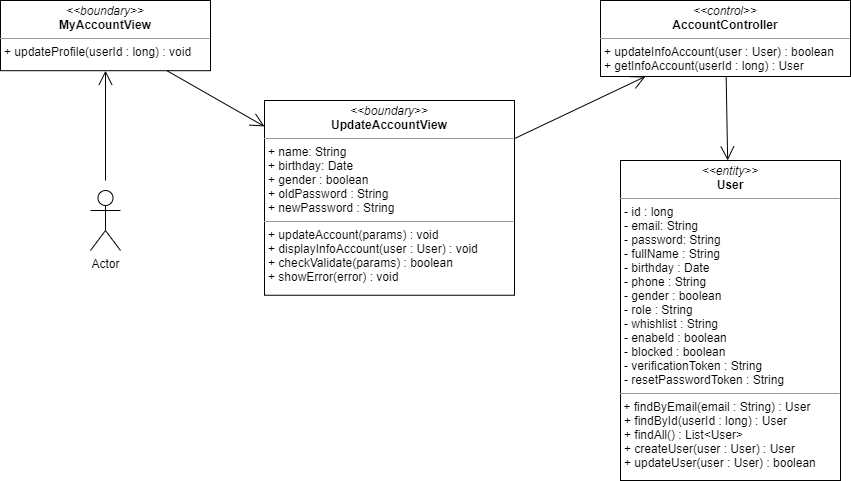 <<boundary>>
MyAccountView
+ updateProfile(userId : long) : void
<<control>>
AccountController
+ updateInfoAccount(user : User) : boolean
+ getInfoAccount(userId : long) : User
<<boundary>>
UpdateAccountView
+ name: String
+ birthday: Date
+ gender : boolean
+ oldPassword : String
+ newPassword : String
+ updateAccount(params) : void
+ displayInfoAccount(user : User) : void
+ checkValidate(params) : boolean
+ showError(error) : void
Actor
<<entity>>
User
- id : long
- email: String
- password: String
- fullName : String
- birthday : Date
- phone : String
- gender : boolean
- role : String
- whishlist : String
- enabeld : boolean
- blocked : boolean
- verificationToken : String
- resetPasswordToken : String
+ findByEmail(email : String) : User
+ findById(userId : long) : User
+ findAll() : List<User>
+ createUser(user : User) : User
+ updateUser(user : User) : boolean